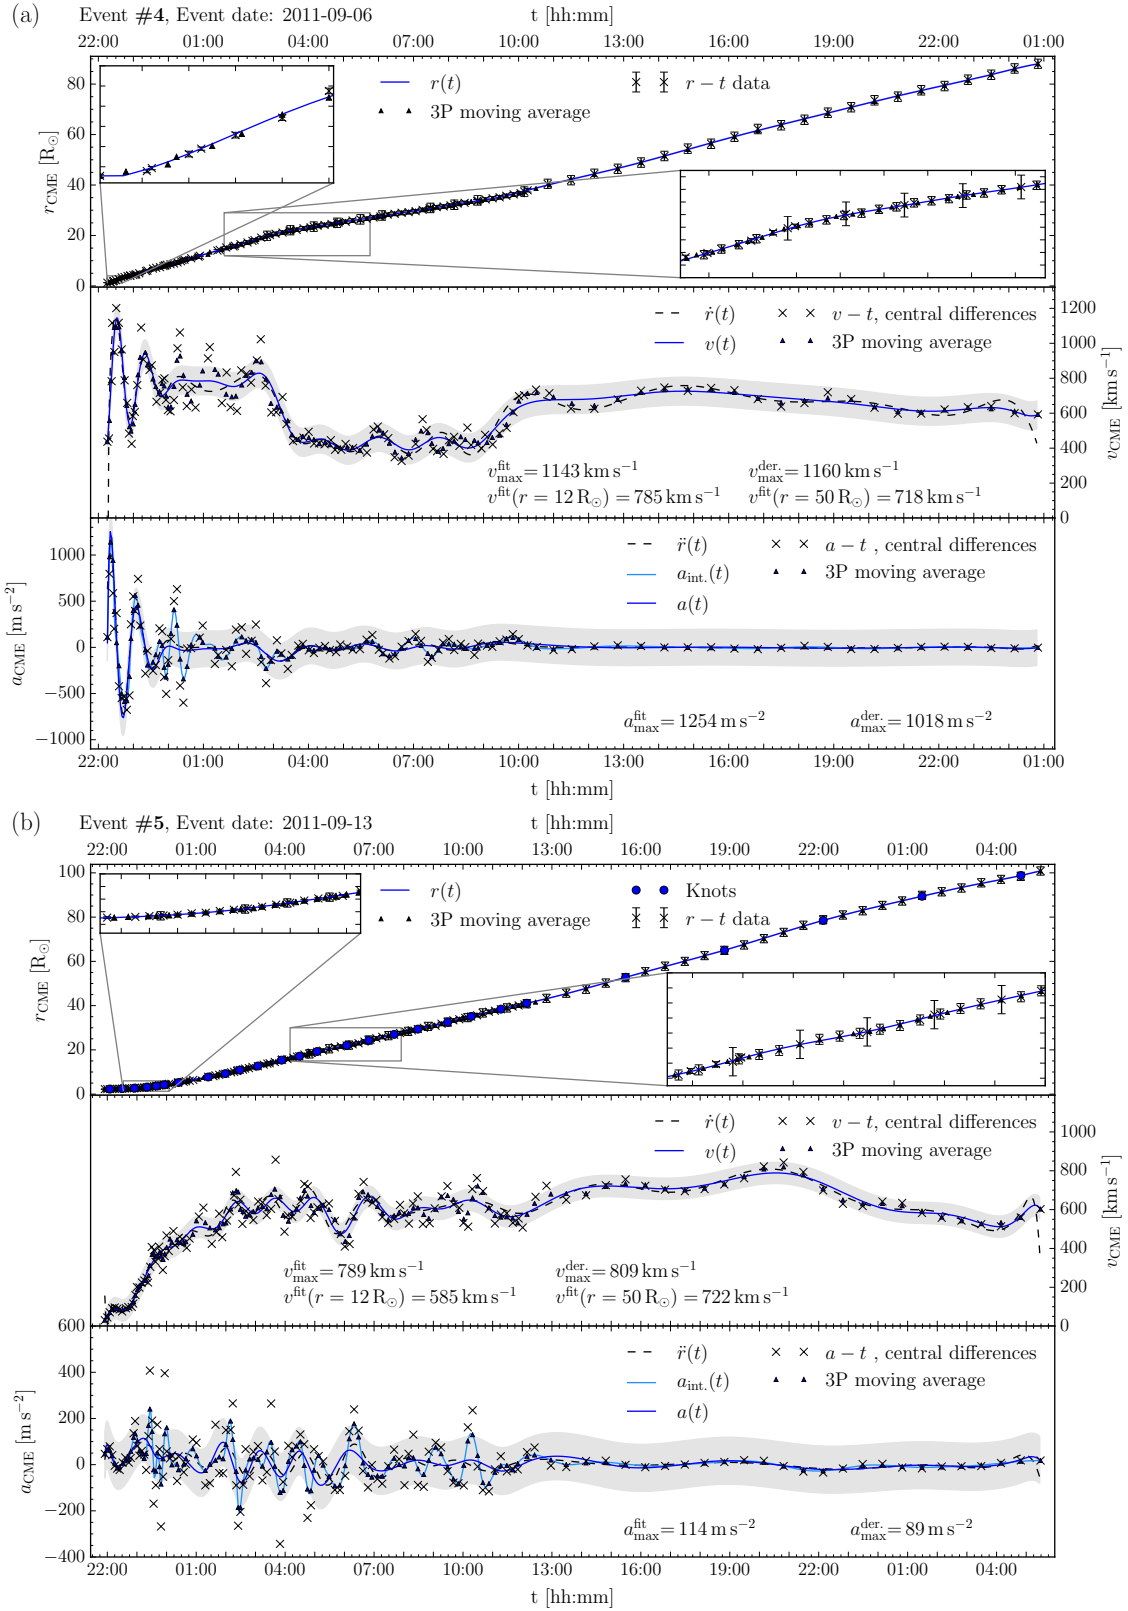 (a) Event #4, Event date: 2011-09-06 t [hh:mm]
22:00 01:00 04:00 07:00 10:00 13:00 16:00 19:00 22:00 01:00
r_CME [R_⊙]
80
60
40
20
0
r(t)
3P moving average
r − t data
v_CME [km s⁻¹]
1200
1000
800
600
400
200
0
ṙ(t)
v(t)
v − t, central differences
3P moving average
v_max^fit = 1143 km s⁻¹ v_max^der. = 1160 km s⁻¹
v^fit(r = 12 R_⊙) = 785 km s⁻¹ v^fit(r = 50 R_⊙) = 718 km s⁻¹
a_CME [m s⁻²]
1000
500
0
−500
−1000
r̈(t)
a_int.(t)
a(t)
a − t , central differences
3P moving average
a_max^fit = 1254 m s⁻² a_max^der. = 1018 m s⁻²
22:00 01:00 04:00 07:00 10:00 13:00 16:00 19:00 22:00 01:00
t [hh:mm]
(b) Event #5, Event date: 2011-09-13 t [hh:mm]
22:00 01:00 04:00 07:00 10:00 13:00 16:00 19:00 22:00 01:00 04:00
r_CME [R_⊙]
100
80
60
40
20
0
r(t)
3P moving average
Knots
r − t data
v_CME [km s⁻¹]
1000
800
600
400
200
0
ṙ(t)
v(t)
v − t, central differences
3P moving average
v_max^fit = 789 km s⁻¹ v_max^der. = 809 km s⁻¹
v^fit(r = 12 R_⊙) = 585 km s⁻¹ v^fit(r = 50 R_⊙) = 722 km s⁻¹
a_CME [m s⁻²]
600
400
200
0
−200
−400
r̈(t)
a_int.(t)
a(t)
a − t , central differences
3P moving average
a_max^fit = 114 m s⁻² a_max^der. = 89 m s⁻²
22:00 01:00 04:00 07:00 10:00 13:00 16:00 19:00 22:00 01:00 04:00
t [hh:mm]